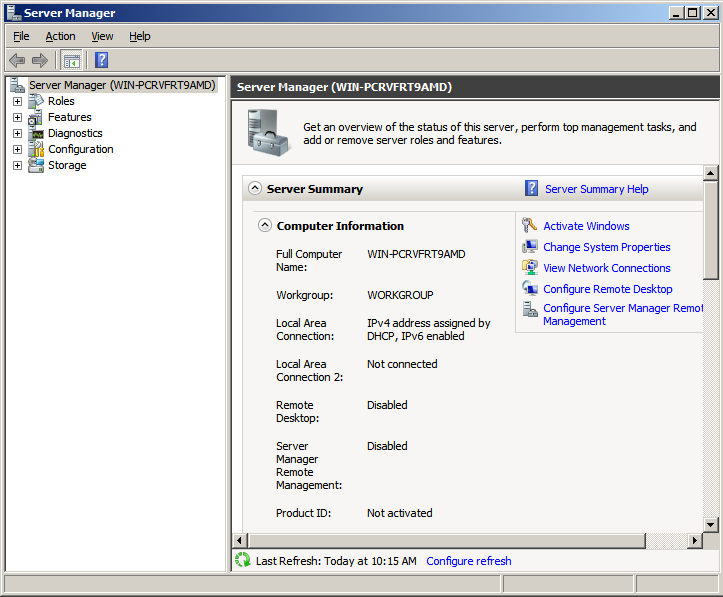 Server Manager
File Action View Help
Server Manager (WIN-PCRVFRT9AMD)
Roles
Features
Diagnostics
Configuration
Storage
Server Manager (WIN-PCRVFRT9AMD)
Get an overview of the status of this server, perform top management tasks, and
add or remove server roles and features.
Server Summary
Server Summary Help
Computer Information
Full Computer
Name:
WIN-PCRVFRT9AMD
Workgroup:
WORKGROUP
Local Area
Connection:
IPv4 address assigned by
DHCP, IPv6 enabled
Local Area
Connection 2:
Not connected
Remote
Desktop:
Disabled
Server
Manager
Remote
Management:
Disabled
Product ID:
Not activated
Activate Windows
Change System Properties
View Network Connections
Configure Remote Desktop
Configure Server Manager Remot
Management
Last Refresh: Today at 10:15 AM Configure refresh